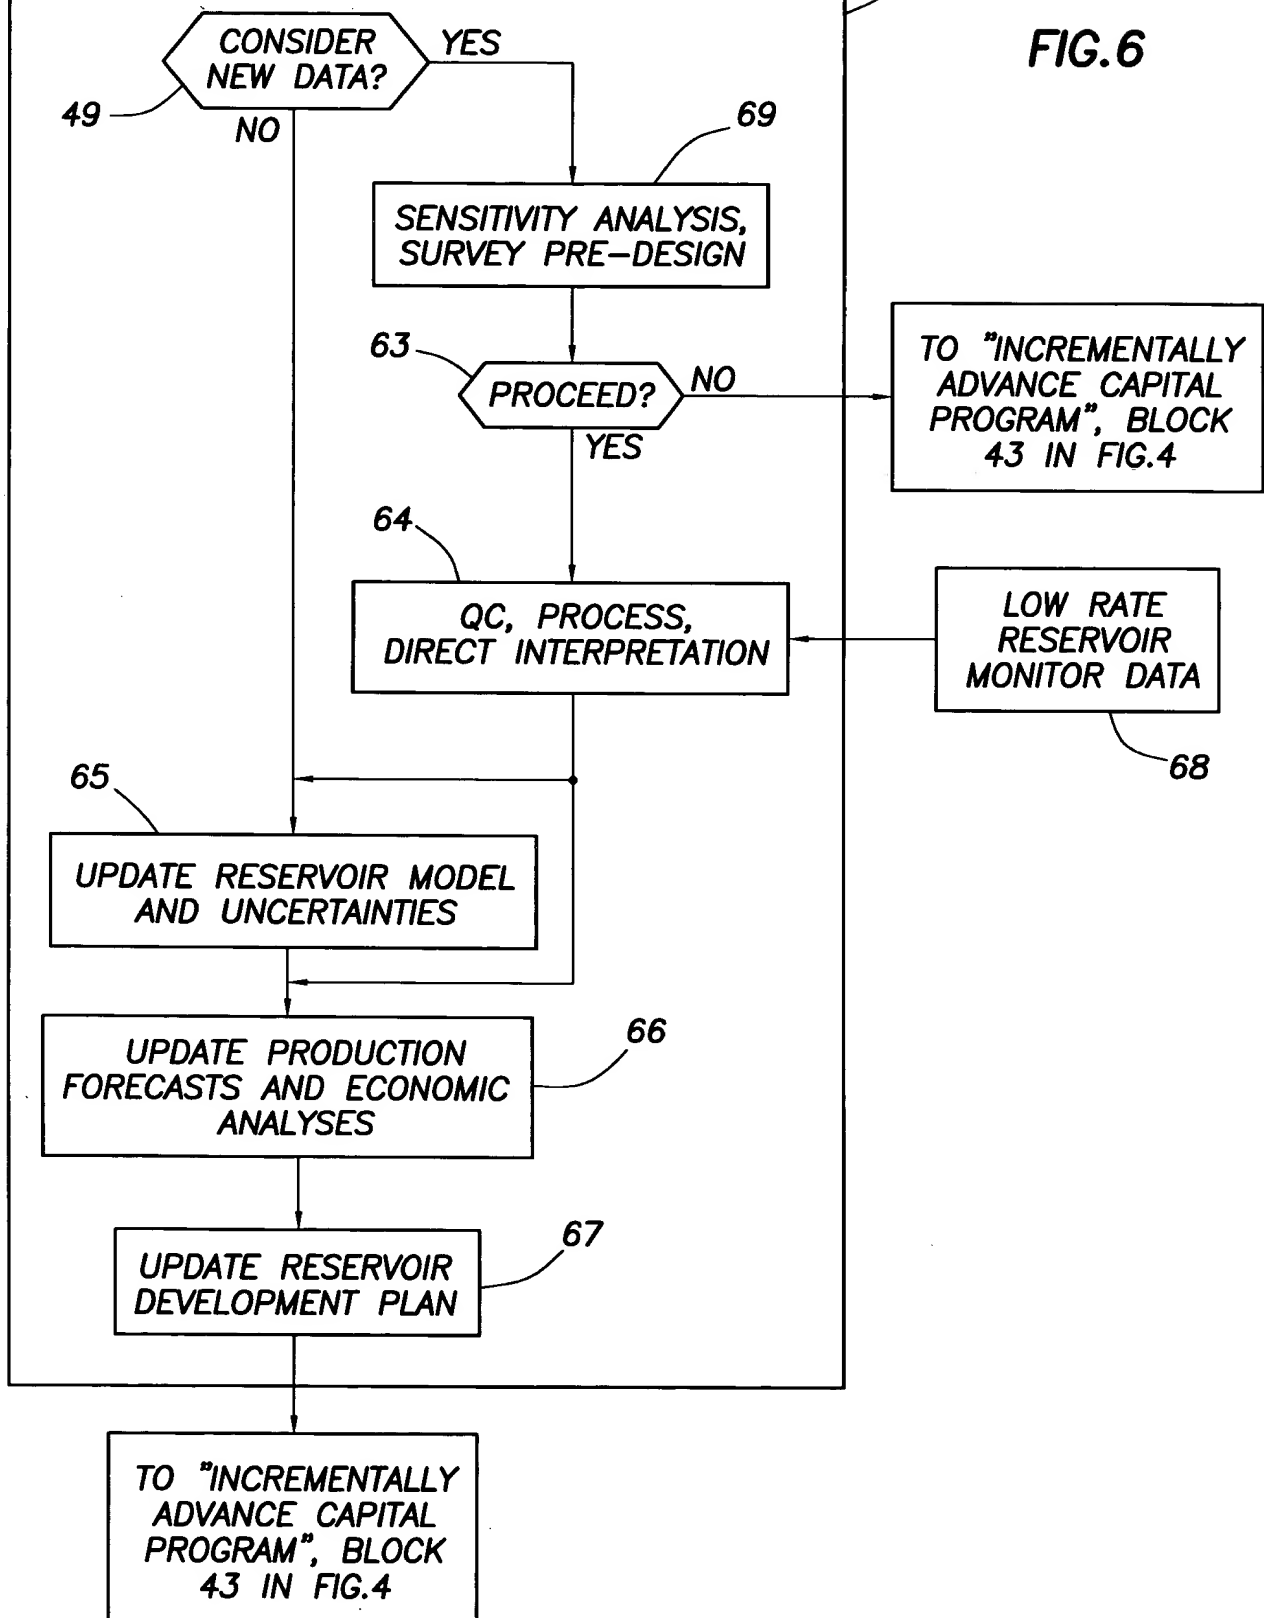 FIG.6
CONSIDER
NEW DATA?
YES
49
NO
69
SENSITIVITY ANALYSIS,
SURVEY PRE-DESIGN
63
PROCEED?
NO
YES
TO "INCREMENTALLY
ADVANCE CAPITAL
PROGRAM", BLOCK
43 IN FIG.4
64
QC, PROCESS,
DIRECT INTERPRETATION
LOW RATE
RESERVOIR
MONITOR DATA
68
65
UPDATE RESERVOIR MODEL
AND UNCERTAINTIES
66
UPDATE PRODUCTION
FORECASTS AND ECONOMIC
ANALYSES
67
UPDATE RESERVOIR
DEVELOPMENT PLAN
TO "INCREMENTALLY
ADVANCE CAPITAL
PROGRAM", BLOCK
43 IN FIG.4